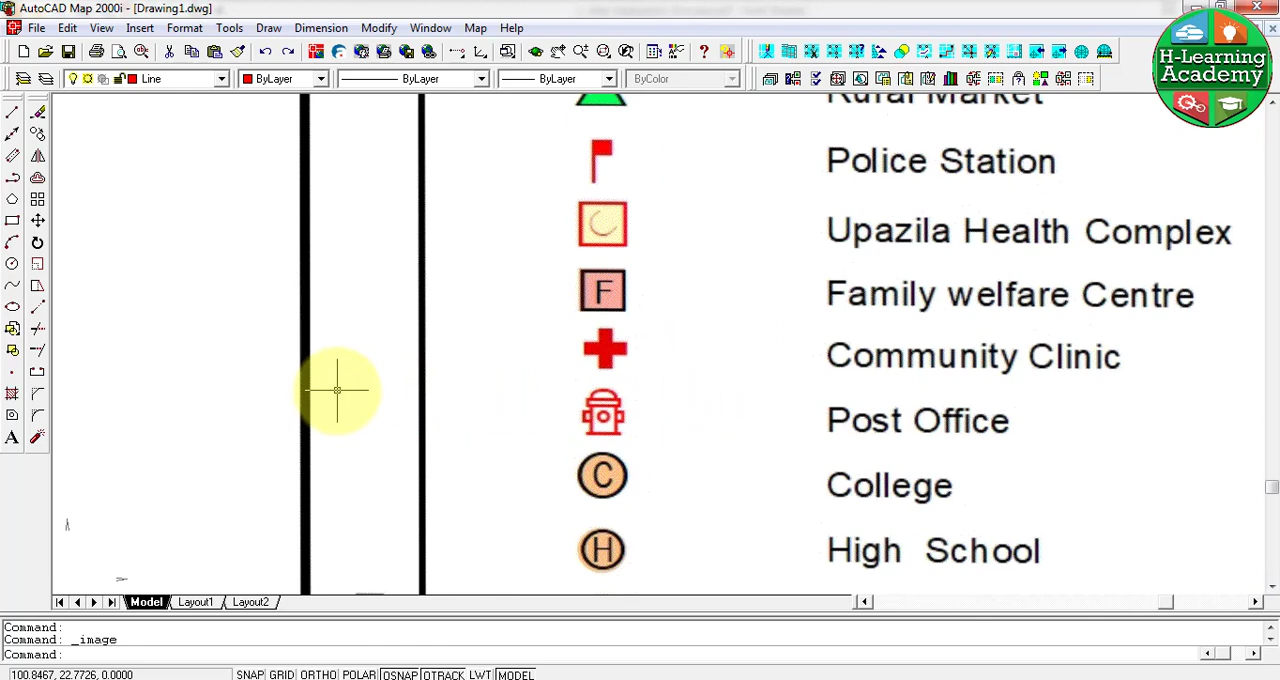 AutoCAD Map 2000i - [Drawing1.dwg]
File Edit View Insert Format Tools Draw Dimension Modify Window Map Help
Line ByLayer ByLayer ByLayer ByColor
H-Learning
Academy
Rural Market
Police Station
Upazila Health Complex
F
Family welfare Centre
Community Clinic
Post Office
C
College
H
High School
A
Model Layout1 Layout2
Command:
Command: _image
Command:
100.8467, 22.7726, 0.0000 SNAP GRID ORTHO POLAR OSNAP OTRACK LWT MODEL